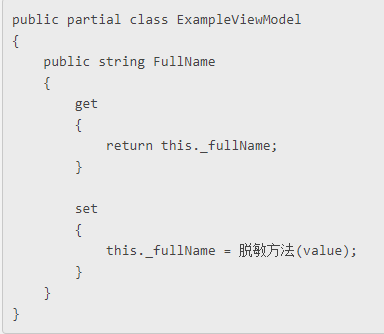 public partial class ExampleViewModel
{
    public string FullName
    {
        get
        {
            return this._fullName;
        }

        set
        {
            this._fullName = 脱敏方法(value);
        }
    }
}